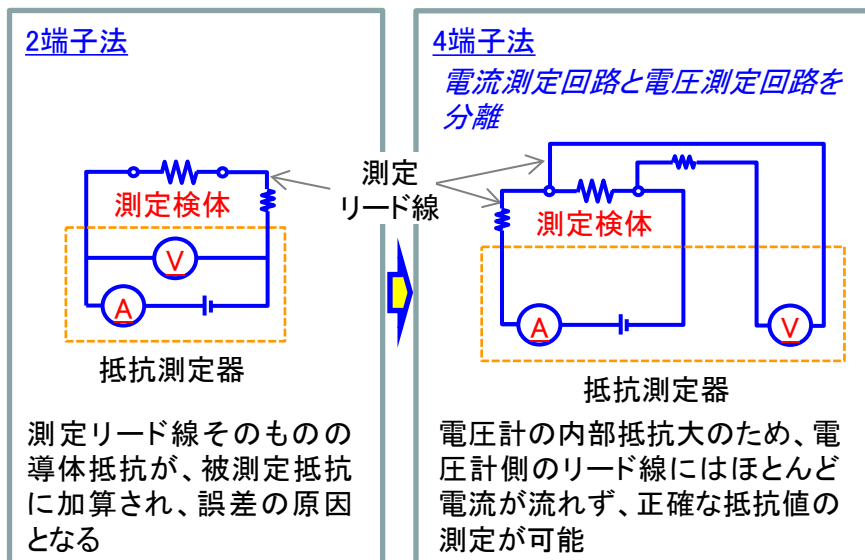 2端子法
測定検体
V
A
抵抗測定器
測定リード線そのものの
導体抵抗が、被測定抵抗
に加算され、誤差の原因
となる
測定
リード線
4端子法
電流測定回路と電圧測定回路を
分離
測定検体
A
V
抵抗測定器
電圧計の内部抵抗大のため、電
圧計側のリード線にはほとんど
電流が流れず、正確な抵抗値の
測定が可能